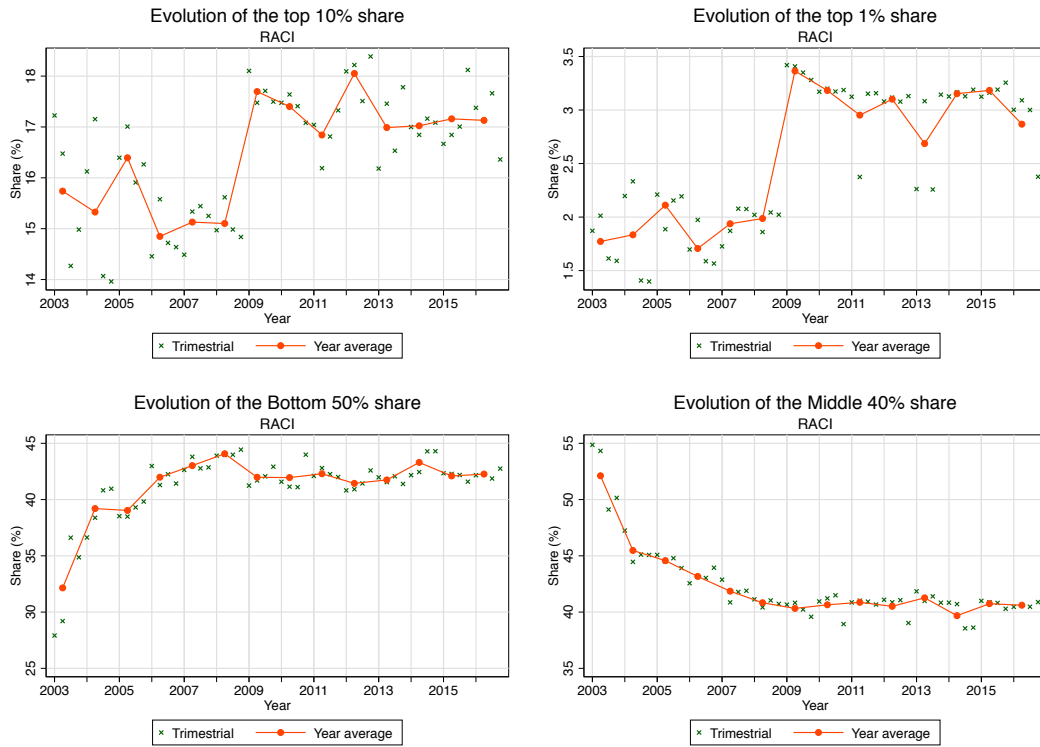 Evolution of the top 10% share
RACI
Share (%)
14 15 16 17 18
2003 2005 2007 2009 2011 2013 2015
Year
Trimestrial Year average
Evolution of the top 1% share
RACI
Share (%)
1.5 2 2.5 3 3.5
2003 2005 2007 2009 2011 2013 2015
Year
Trimestrial Year average
Evolution of the Bottom 50% share
RACI
Share (%)
25 30 35 40 45
2003 2005 2007 2009 2011 2013 2015
Year
Trimestrial Year average
Evolution of the Middle 40% share
RACI
Share (%)
35 40 45 50 55
2003 2005 2007 2009 2011 2013 2015
Year
Trimestrial Year average